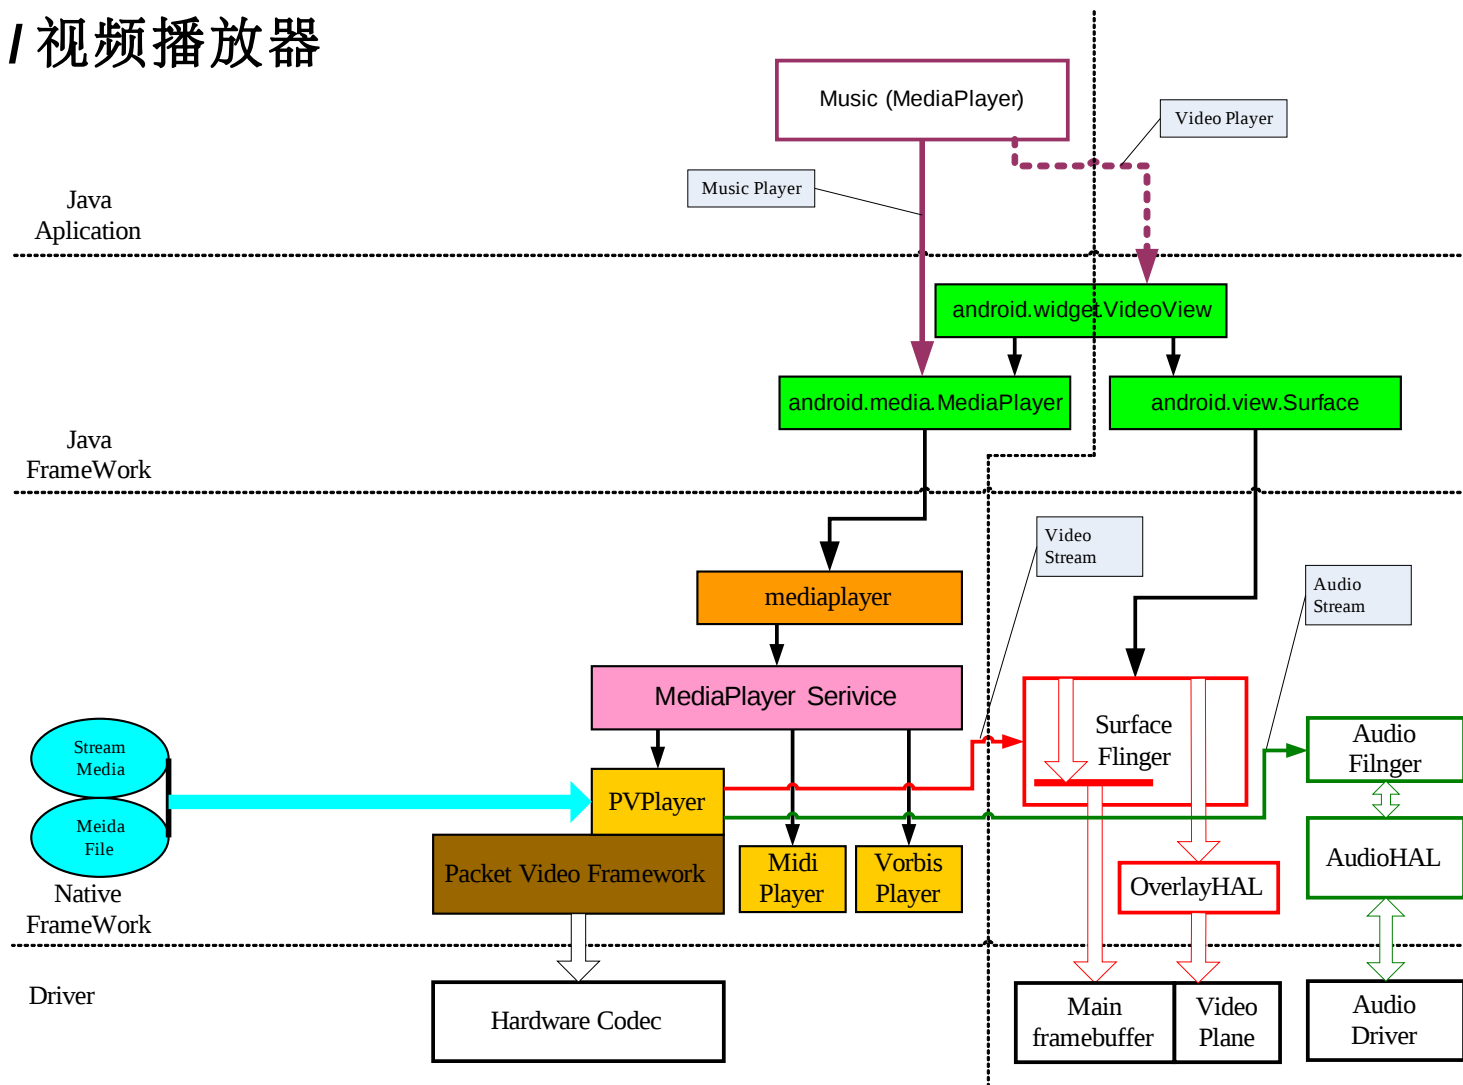 / 视频播放器
Music (MediaPlayer)
Video Player
Music Player
Java
Aplication
android.widget.VideoView
android.media.MediaPlayer
android.view.Surface
Java
FrameWork
Video
Stream
Audio
Stream
mediaplayer
MediaPlayer Serivice
Surface
Flinger
Audio
Filnger
Stream
Media
PVPlayer
Meida
File
Packet Video Framework
Midi
Player
Vorbis
Player
OverlayHAL
AudioHAL
Native
FrameWork
Driver
Hardware Codec
Main
framebuffer
Video
Plane
Audio
Driver